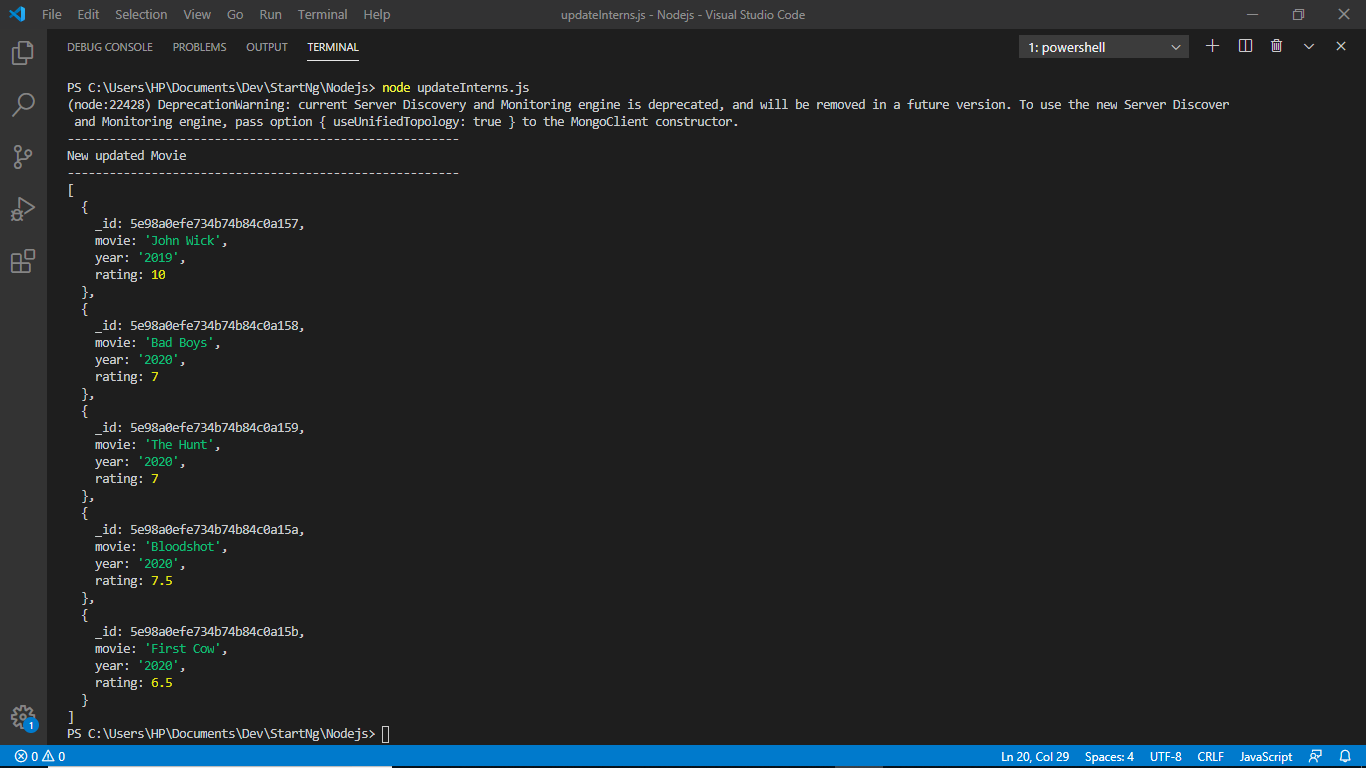 File Edit Selection View Go Run Terminal Help updateInterns.js - Nodejs - Visual Studio Code
DEBUG CONSOLE PROBLEMS OUTPUT TERMINAL 1: powershell
PS C:\Users\HP\Documents\Dev\StartNg\Nodejs> node updateInterns.js
(node:22428) DeprecationWarning: current Server Discovery and Monitoring engine is deprecated, and will be removed in a future version. To use the new Server Discover
and Monitoring engine, pass option { useUnifiedTopology: true } to the MongoClient constructor.
--------------------------------------------------------
New updated Movie
--------------------------------------------------------
[
{
_id: 5e98a0efe734b74b84c0a157,
movie: 'John Wick',
year: '2019',
rating: 10
},
{
_id: 5e98a0efe734b74b84c0a158,
movie: 'Bad Boys',
year: '2020',
rating: 7
},
{
_id: 5e98a0efe734b74b84c0a159,
movie: 'The Hunt',
year: '2020',
rating: 7
},
{
_id: 5e98a0efe734b74b84c0a15a,
movie: 'Bloodshot',
year: '2020',
rating: 7.5
},
{
_id: 5e98a0efe734b74b84c0a15b,
movie: 'First Cow',
year: '2020',
rating: 6.5
}
]
PS C:\Users\HP\Documents\Dev\StartNg\Nodejs>
1
0 0 Ln 20, Col 29 Spaces: 4 UTF-8 CRLF JavaScript